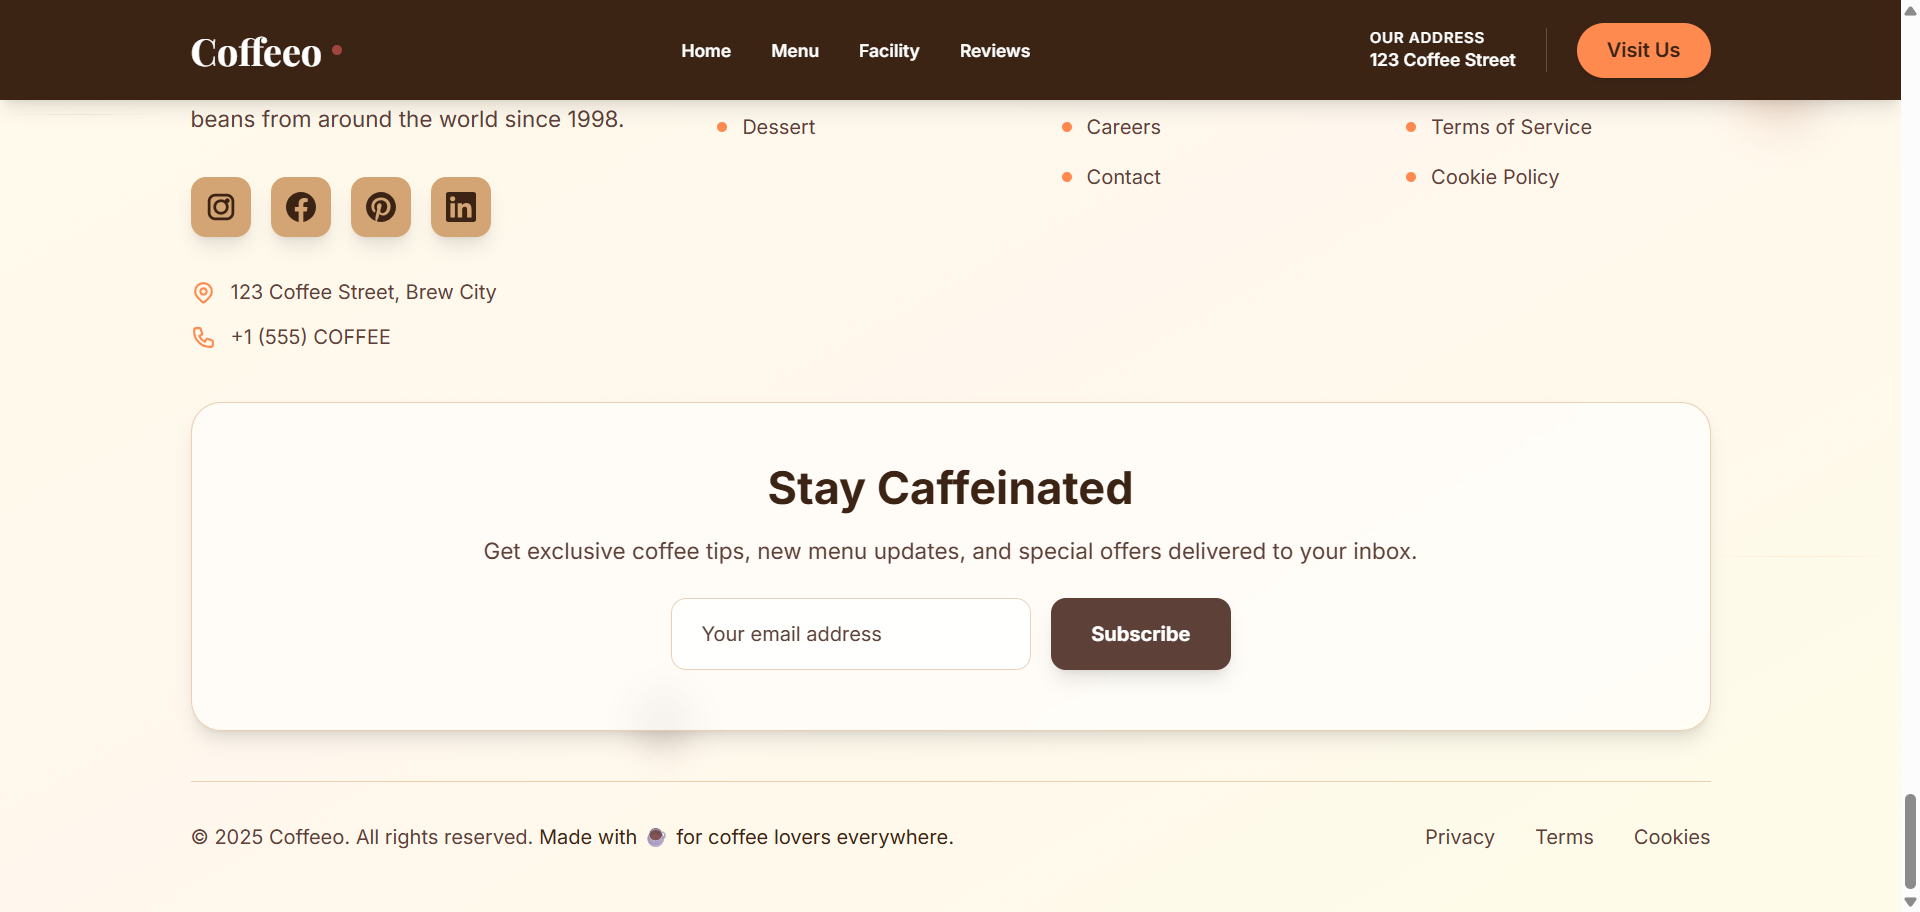 Coffeeo
Home
Menu
Facility
Reviews
OUR ADDRESS
123 Coffee Street
Visit Us
beans from around the world since 1998.
Dessert
Careers
Contact
Terms of Service
Cookie Policy
123 Coffee Street, Brew City
+1 (555) COFFEE
Stay Caffeinated
Get exclusive coffee tips, new menu updates, and special offers delivered to your inbox.
Your email address
Subscribe
© 2025 Coffeeo. All rights reserved. Made with ☕ for coffee lovers everywhere.
Privacy
Terms
Cookies